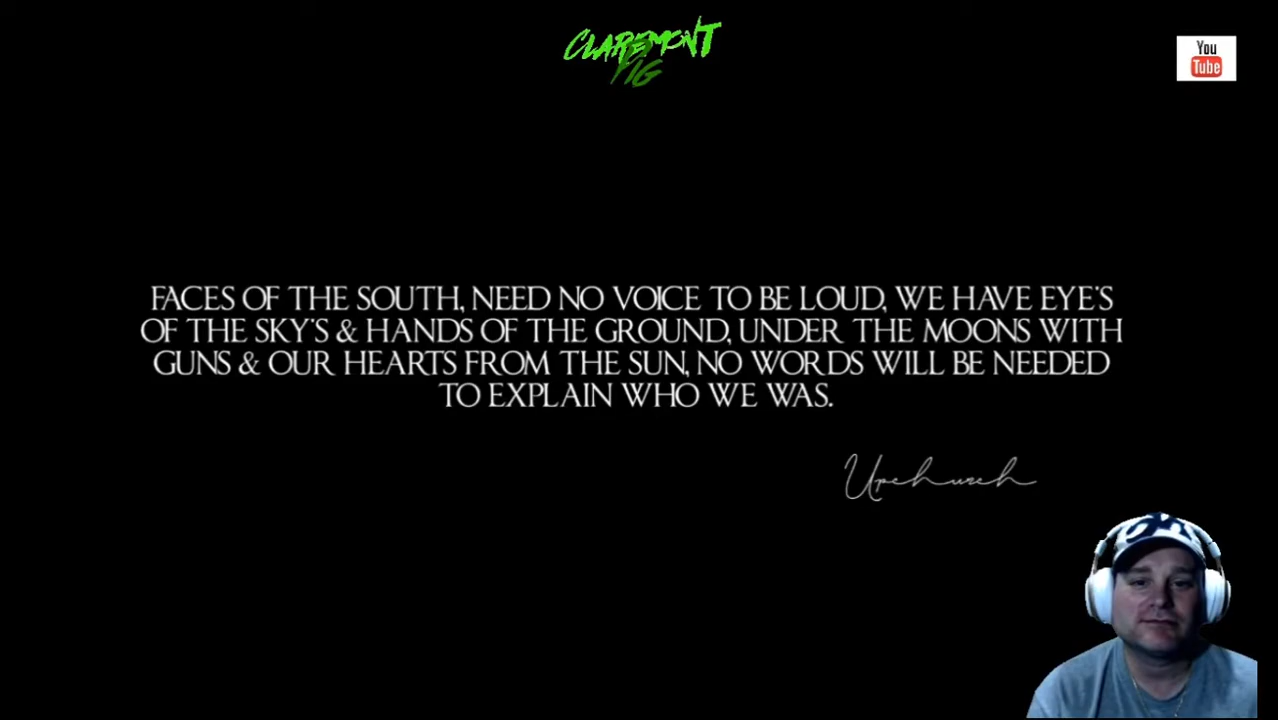 CLAREMONT
PIG
You
Tube
FACES OF THE SOUTH, NEED NO VOICE TO BE LOUD, WE HAVE EYE'S
OF THE SKY'S & HANDS OF THE GROUND, UNDER THE MOONS WITH
GUNS & OUR HEARTS FROM THE SUN, NO WORDS WILL BE NEEDED
TO EXPLAIN WHO WE WAS.
Upchurch